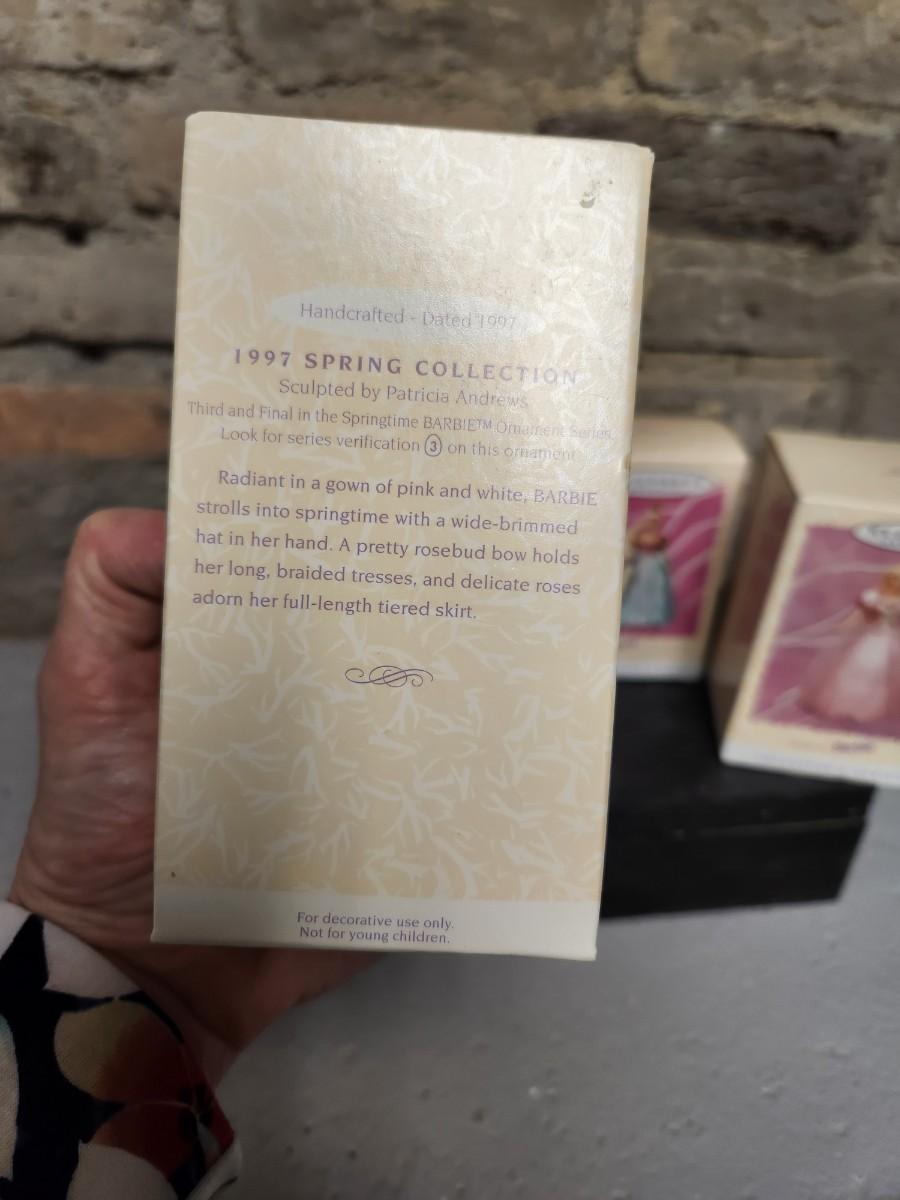 Handcrafted - Dated 1997
1997 SPRING COLLECTION
Sculpted by Patricia Andrews
Third and Final in the Springtime BARBIE™ Ornament Series.
Look for series verification ③ on this ornament
Radiant in a gown of pink and white, BARBIE
strolls into springtime with a wide-brimmed
hat in her hand. A pretty rosebud bow holds
her long, braided tresses, and delicate roses
adorn her full-length tiered skirt.
For decorative use only.
Not for young children.